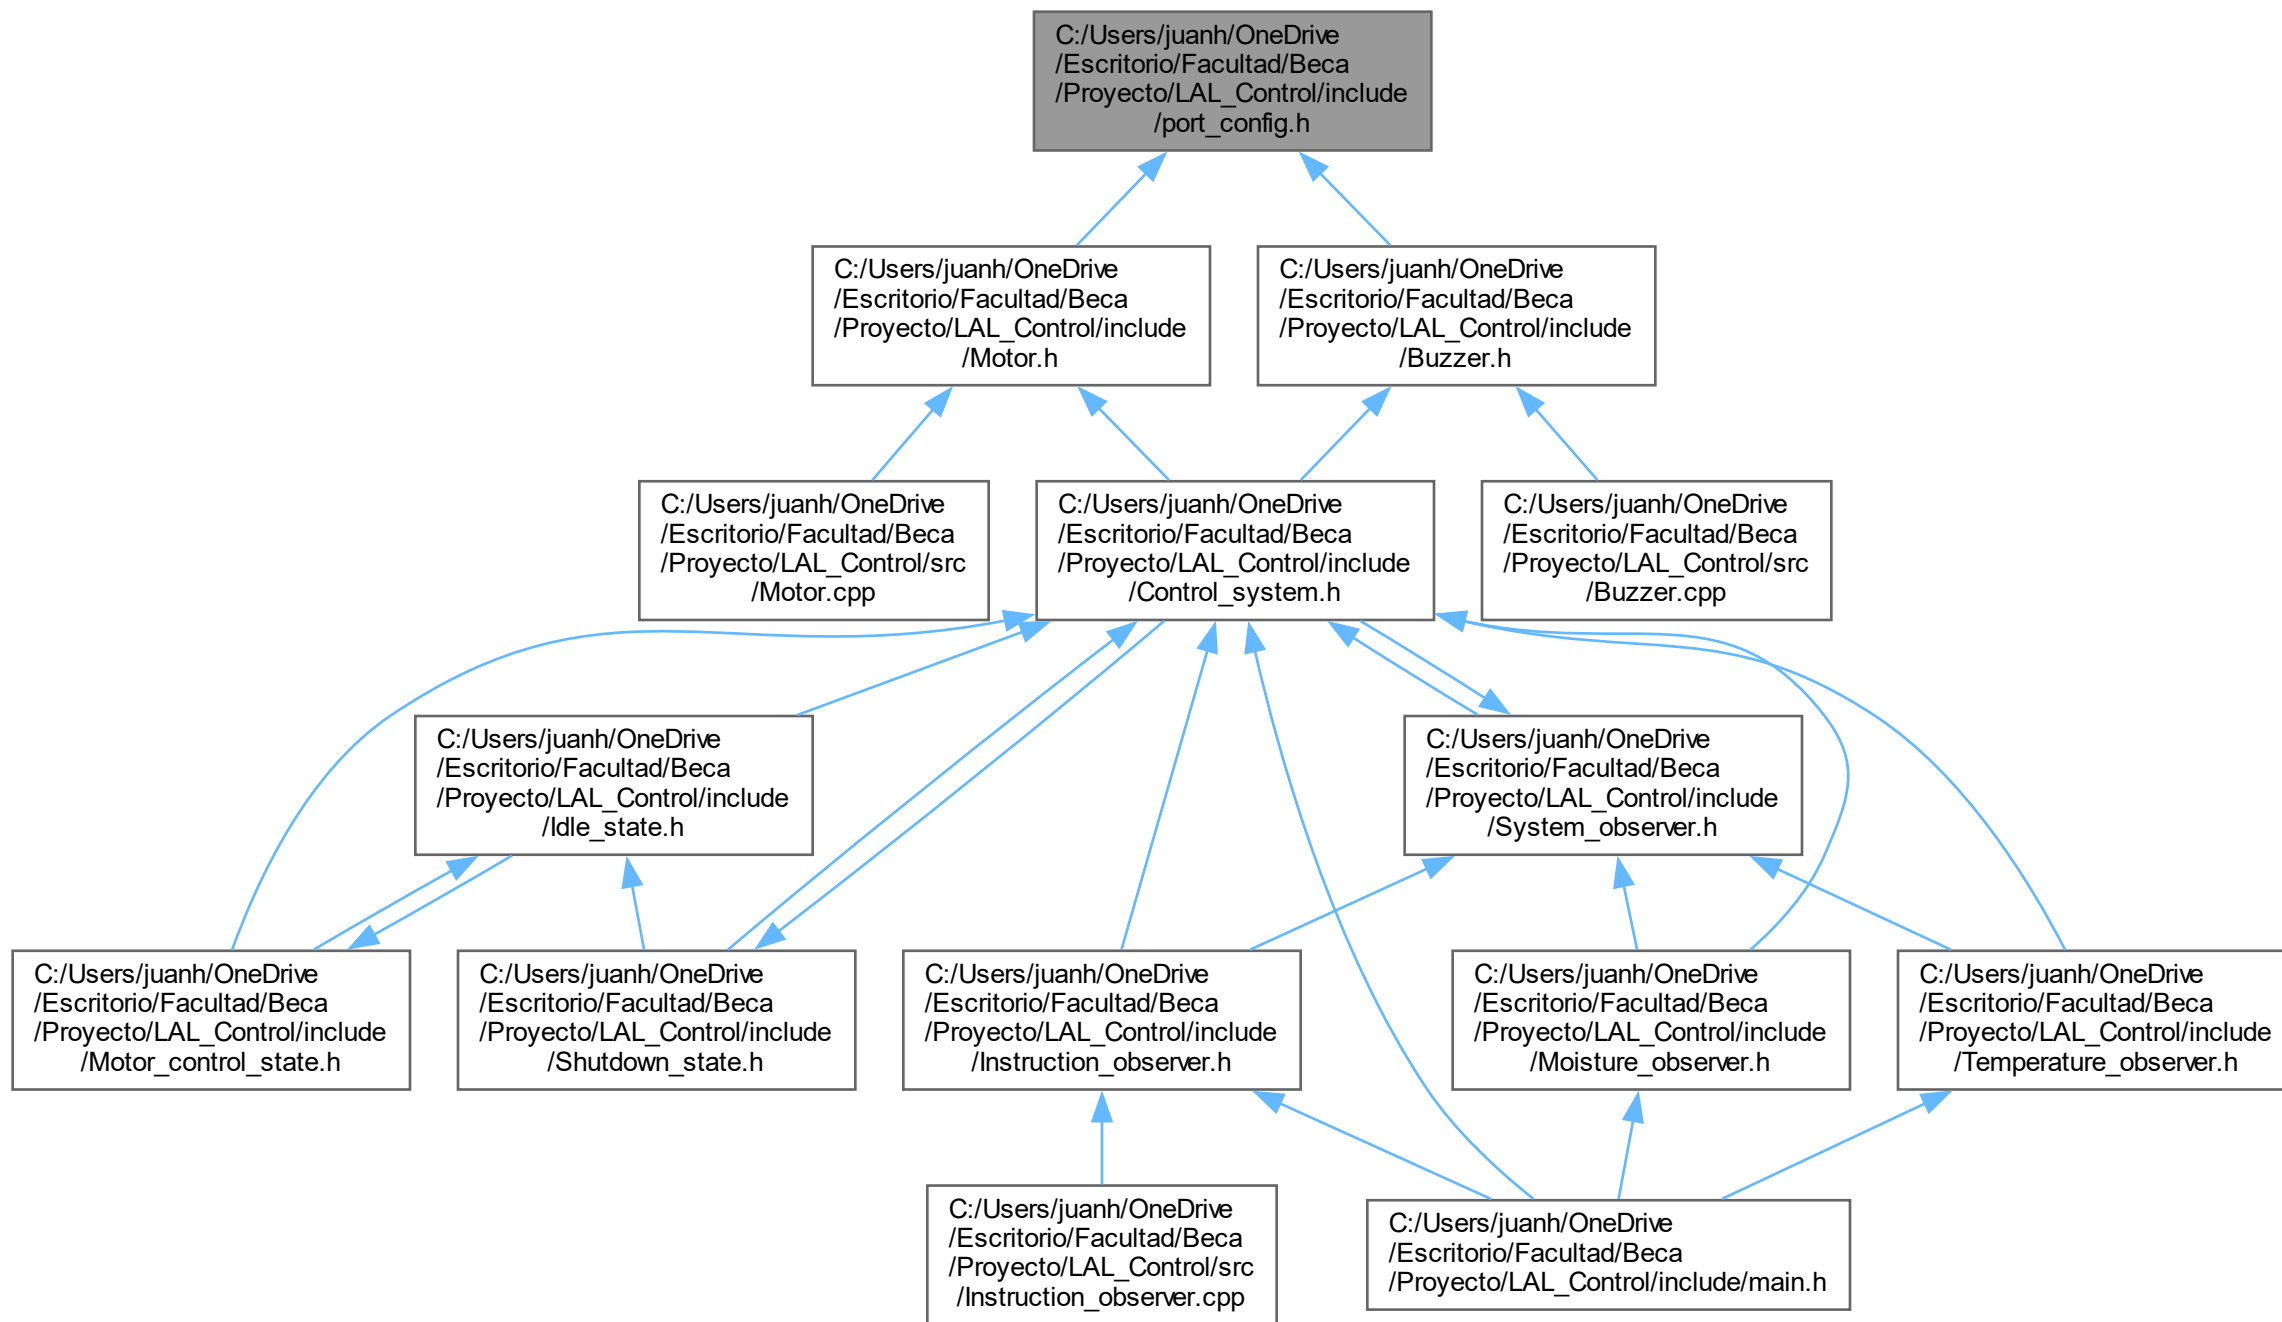 C:/Users/juanh/OneDrive
/Escritorio/Facultad/Beca
/Proyecto/LAL_Control/include
/port_config.h
C:/Users/juanh/OneDrive
/Escritorio/Facultad/Beca
/Proyecto/LAL_Control/include
/Motor.h
C:/Users/juanh/OneDrive
/Escritorio/Facultad/Beca
/Proyecto/LAL_Control/include
/Buzzer.h
C:/Users/juanh/OneDrive
/Escritorio/Facultad/Beca
/Proyecto/LAL_Control/src
/Motor.cpp
C:/Users/juanh/OneDrive
/Escritorio/Facultad/Beca
/Proyecto/LAL_Control/include
/Control_system.h
C:/Users/juanh/OneDrive
/Escritorio/Facultad/Beca
/Proyecto/LAL_Control/src
/Buzzer.cpp
C:/Users/juanh/OneDrive
/Escritorio/Facultad/Beca
/Proyecto/LAL_Control/include
/Idle_state.h
C:/Users/juanh/OneDrive
/Escritorio/Facultad/Beca
/Proyecto/LAL_Control/include
/System_observer.h
C:/Users/juanh/OneDrive
/Escritorio/Facultad/Beca
/Proyecto/LAL_Control/include
/Motor_control_state.h
C:/Users/juanh/OneDrive
/Escritorio/Facultad/Beca
/Proyecto/LAL_Control/include
/Shutdown_state.h
C:/Users/juanh/OneDrive
/Escritorio/Facultad/Beca
/Proyecto/LAL_Control/include
/Instruction_observer.h
C:/Users/juanh/OneDrive
/Escritorio/Facultad/Beca
/Proyecto/LAL_Control/include
/Moisture_observer.h
C:/Users/juanh/OneDrive
/Escritorio/Facultad/Beca
/Proyecto/LAL_Control/include
/Temperature_observer.h
C:/Users/juanh/OneDrive
/Escritorio/Facultad/Beca
/Proyecto/LAL_Control/src
/Instruction_observer.cpp
C:/Users/juanh/OneDrive
/Escritorio/Facultad/Beca
/Proyecto/LAL_Control/include/main.h